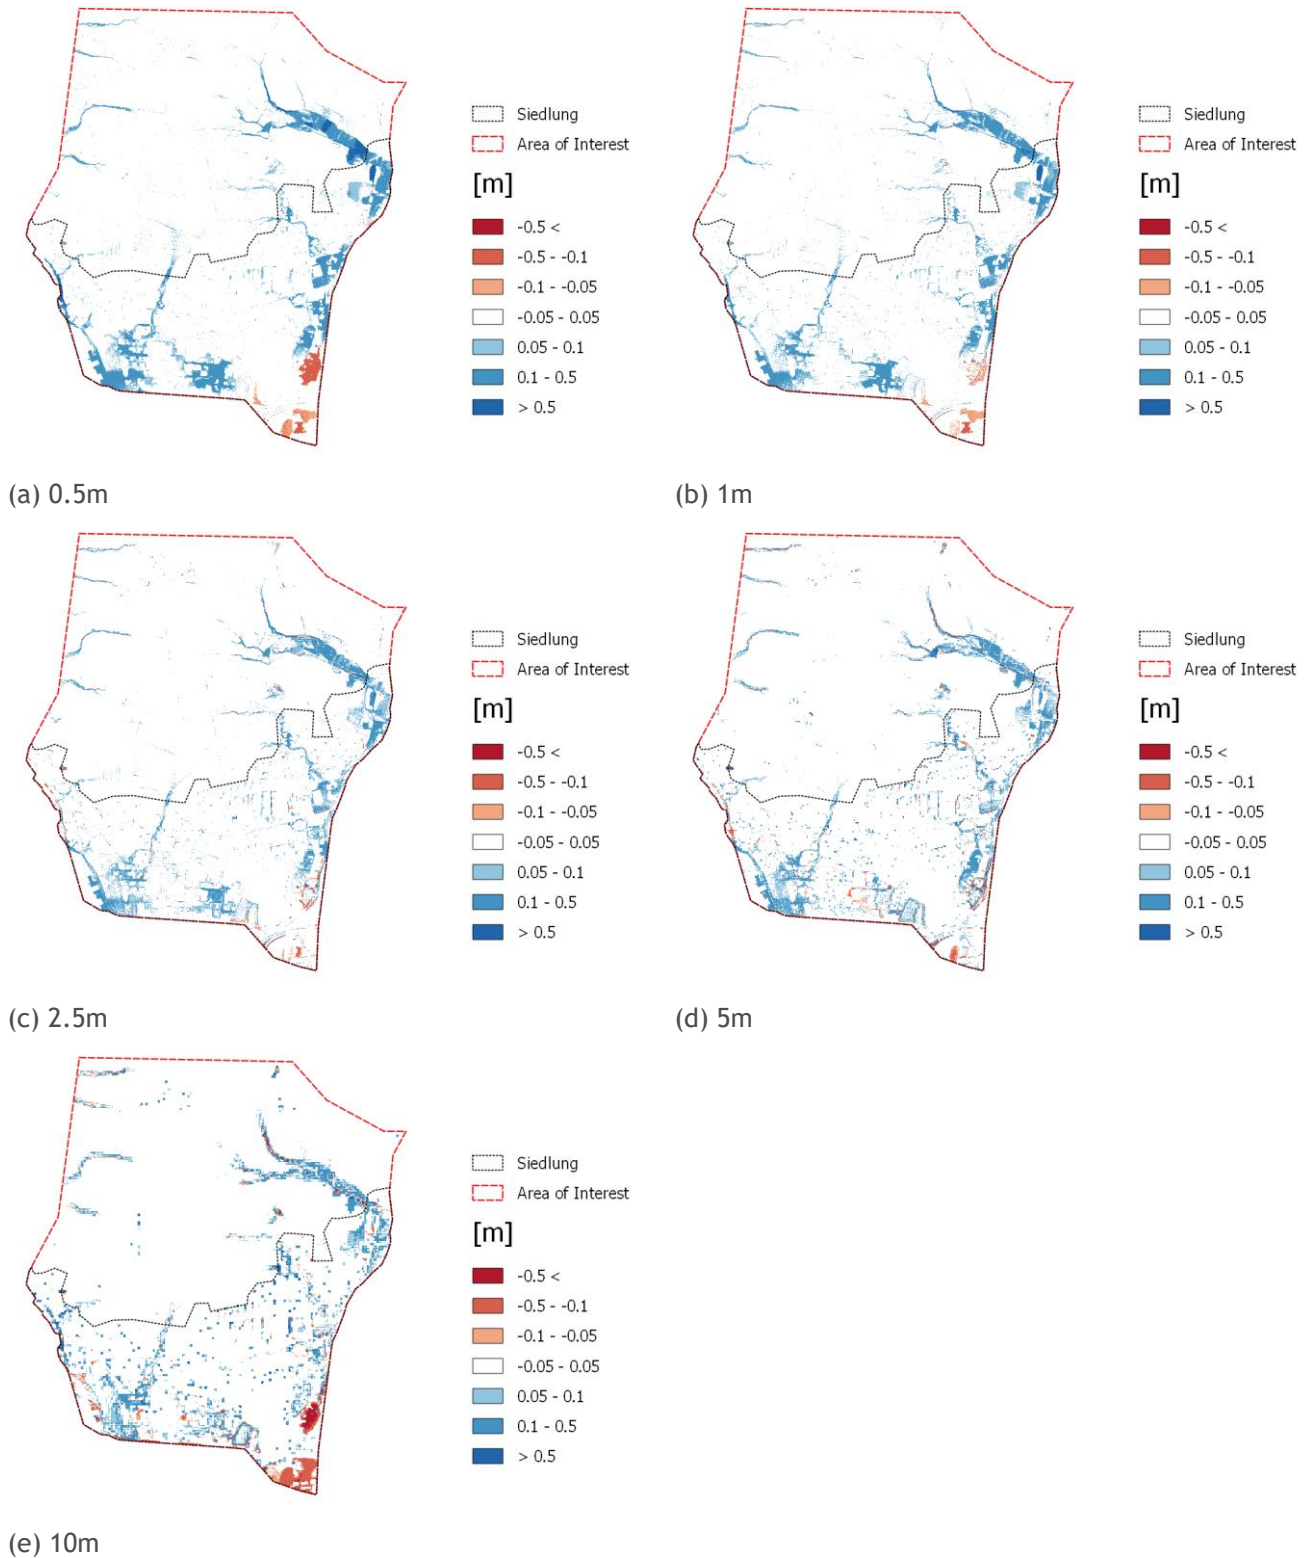 Siedlung
Area of Interest
[m]
-0.5 <
-0.5 - -0.1
-0.1 - -0.05
-0.05 - 0.05
0.05 - 0.1
0.1 - 0.5
> 0.5
(a) 0.5m
Siedlung
Area of Interest
[m]
-0.5 <
-0.5 - -0.1
-0.1 - -0.05
-0.05 - 0.05
0.05 - 0.1
0.1 - 0.5
> 0.5
(b) 1m
Siedlung
Area of Interest
[m]
-0.5 <
-0.5 - -0.1
-0.1 - -0.05
-0.05 - 0.05
0.05 - 0.1
0.1 - 0.5
> 0.5
(c) 2.5m
Siedlung
Area of Interest
[m]
-0.5 <
-0.5 - -0.1
-0.1 - -0.05
-0.05 - 0.05
0.05 - 0.1
0.1 - 0.5
> 0.5
(d) 5m
Siedlung
Area of Interest
[m]
-0.5 <
-0.5 - -0.1
-0.1 - -0.05
-0.05 - 0.05
0.05 - 0.1
0.1 - 0.5
> 0.5
(e) 10m